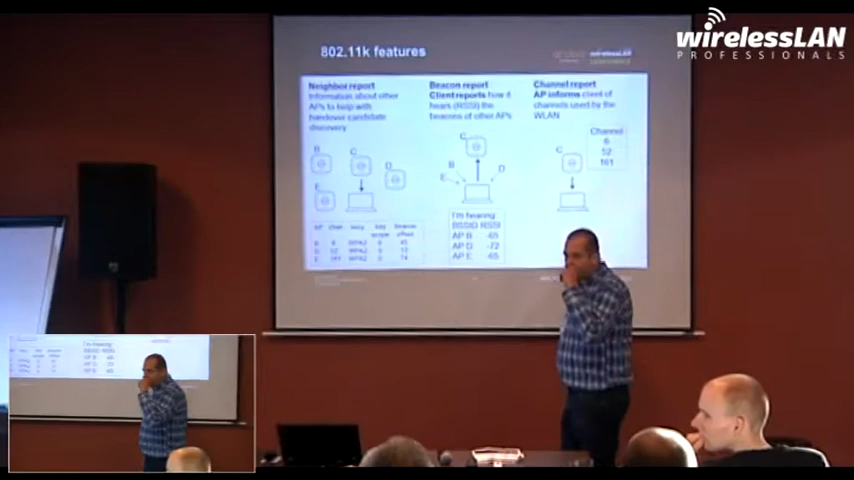 wirelessLAN
PROFESSIONALS
802.11k features
Neighbor report
Information about other
APs to help with
handover candidate
discovery
B
C
D
E
Beacon report
Client reports how it
hears (RSSI) the
beacons of other APs
C
B
D
E
I'm hearing:
BSSID RSSI
AP B -65
AP D -72
AP E -65
Channel report
AP informs client of
channels used by the
WLAN
C
Channel
6
52
161